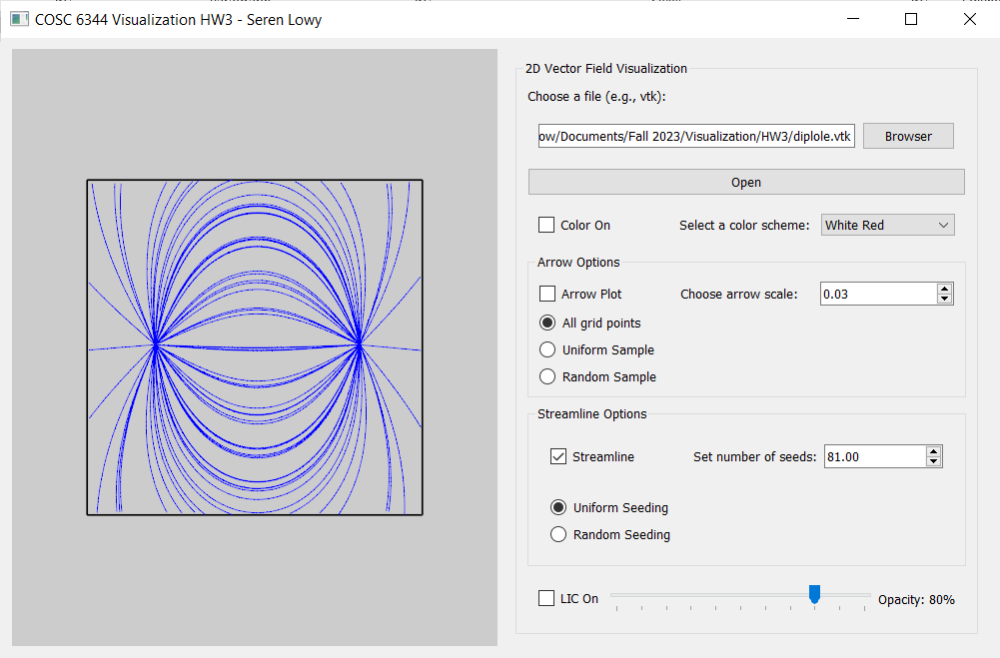 COSC 6344 Visualization HW3 - Seren Lowy
2D Vector Field Visualization
Choose a file (e.g., vtk):
ow/Documents/Fall 2023/Visualization/HW3/diplole.vtk
Browser
Open
Color On
Select a color scheme:
White Red
Arrow Options
Arrow Plot
Choose arrow scale:
0.03
All grid points
Uniform Sample
Random Sample
Streamline Options
Streamline
Set number of seeds:
81.00
Uniform Seeding
Random Seeding
LIC On
Opacity: 80%